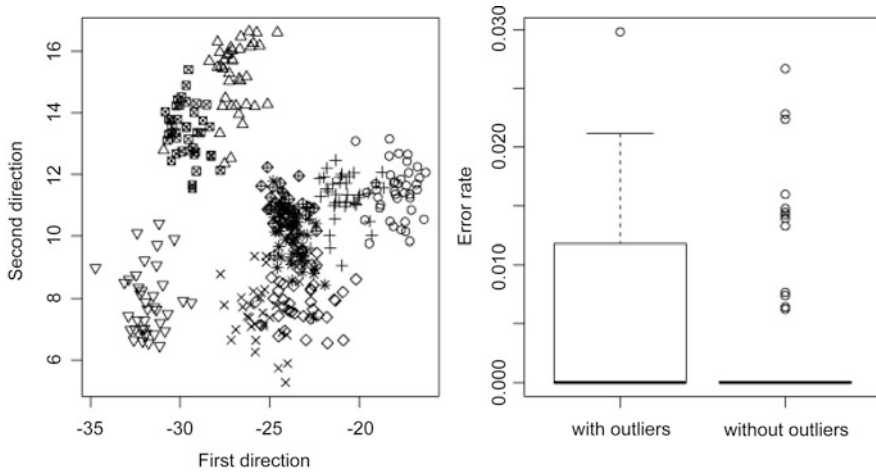 Second direction
16
14
12
10
8
6
-35 -30 -25 -20
First direction
Error rate
0.030
0.020
0.010
0.000
with outliers without outliers